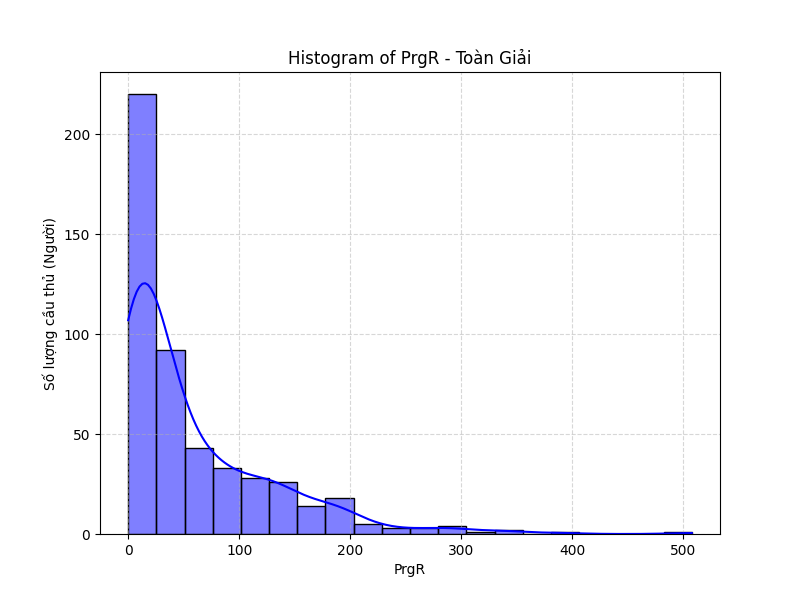 Histogram of PrgR - Toàn Giải
Số lượng cầu thủ (Người)
200
150
100
50
0
0 100 200 300 400 500
PrgR